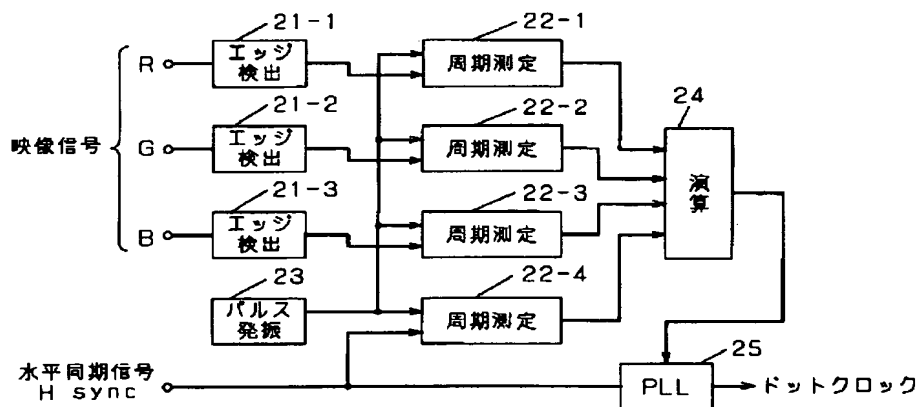 21-1
22-1
R
エッジ
検出
周期測定
21-2
22-2
24
映像信号
G
エッジ
検出
周期測定
演算
21-3
22-3
B
エッジ
検出
周期測定
23
22-4
パルス
発振
周期測定
水平同期信号
H sync
25
PLL
ドットクロック